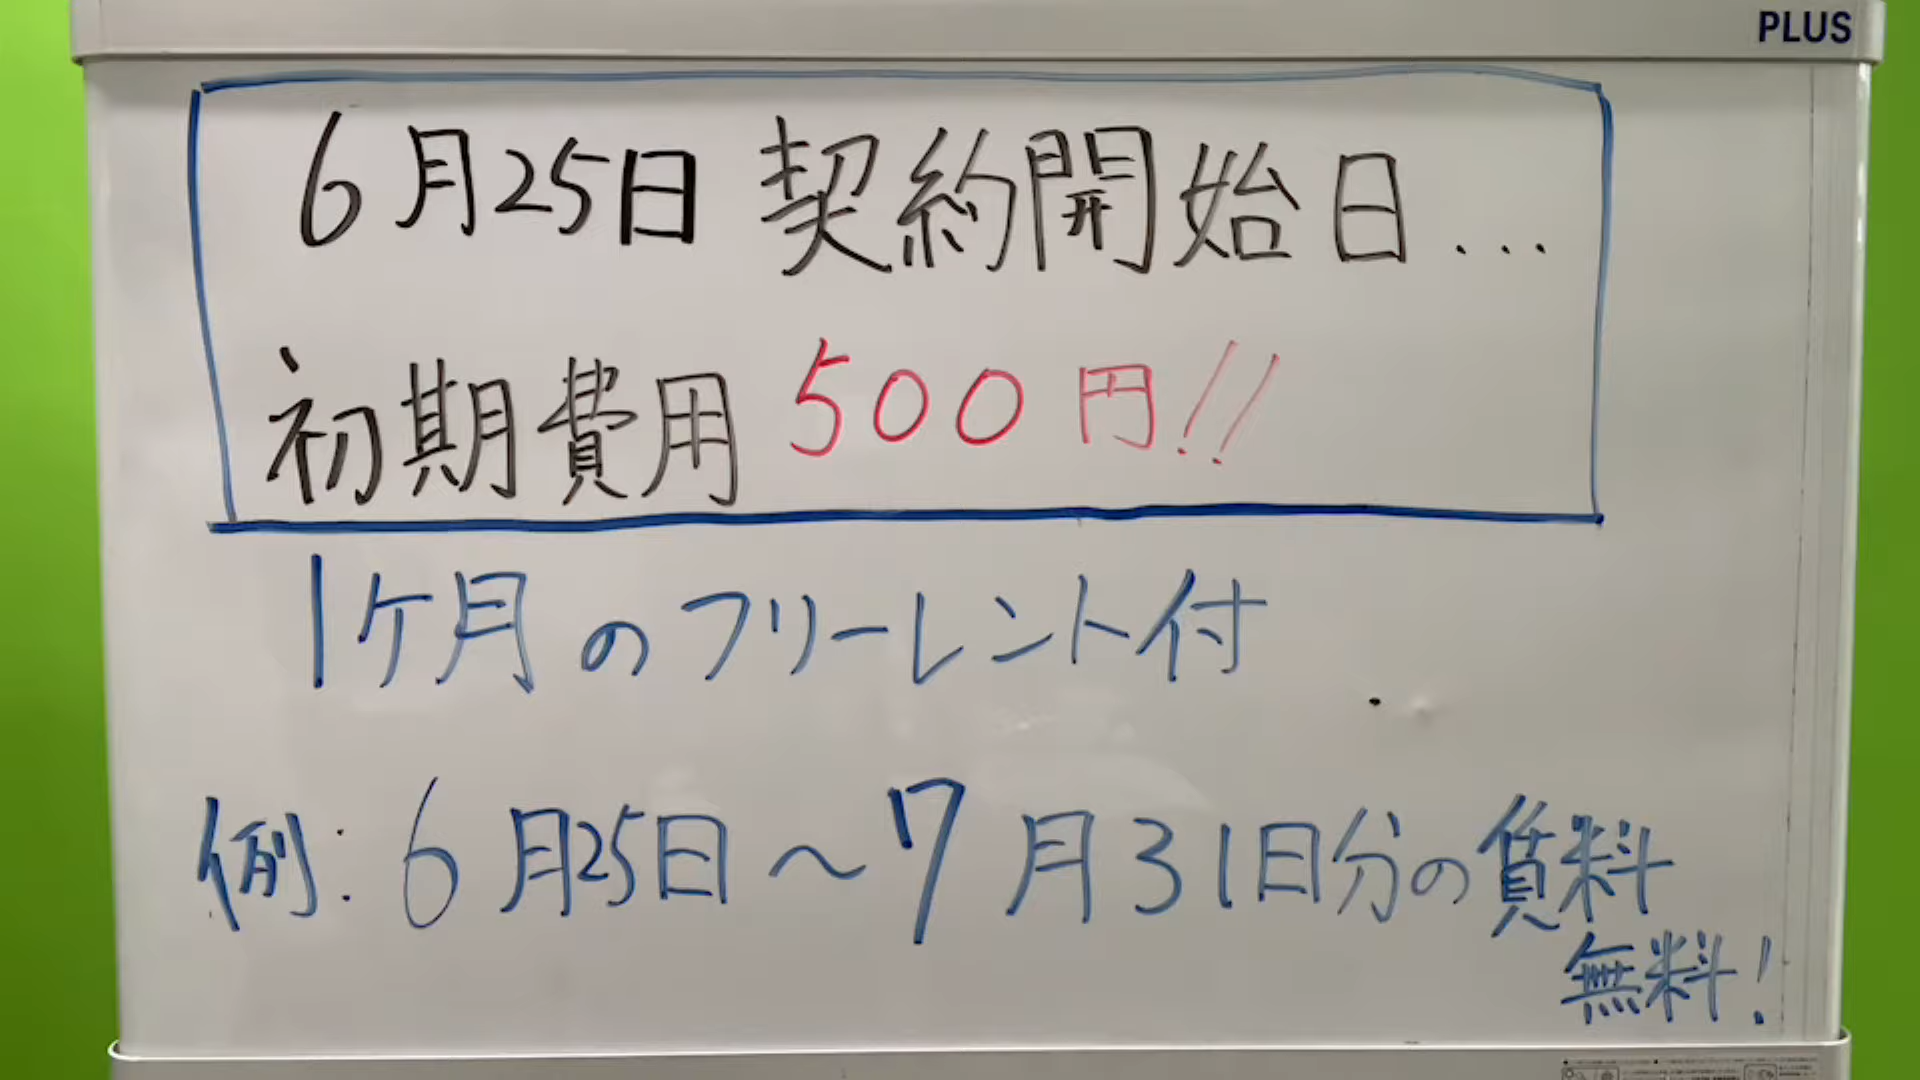 PLUS
6月25日 契約開始日...
初期費用 500円!!
1ケ月のフリーレント付
例:6月25日~7月31日分の賃料
無料!